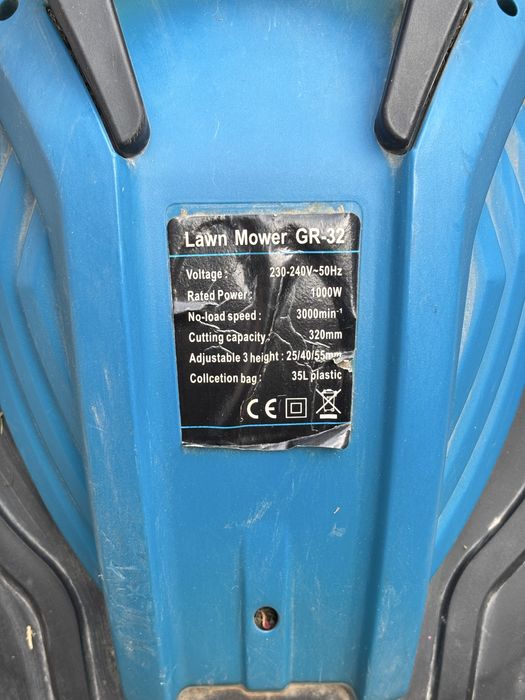 Lawn Mower GR-32
Voltage : 230-240V~50Hz
Rated Power : 1000W
No-load speed : 3000min⁻¹
Cutting capacity : 320mm
Adjustable 3 height : 25/40/55mm
Collcetion bag : 35L plastic
CE